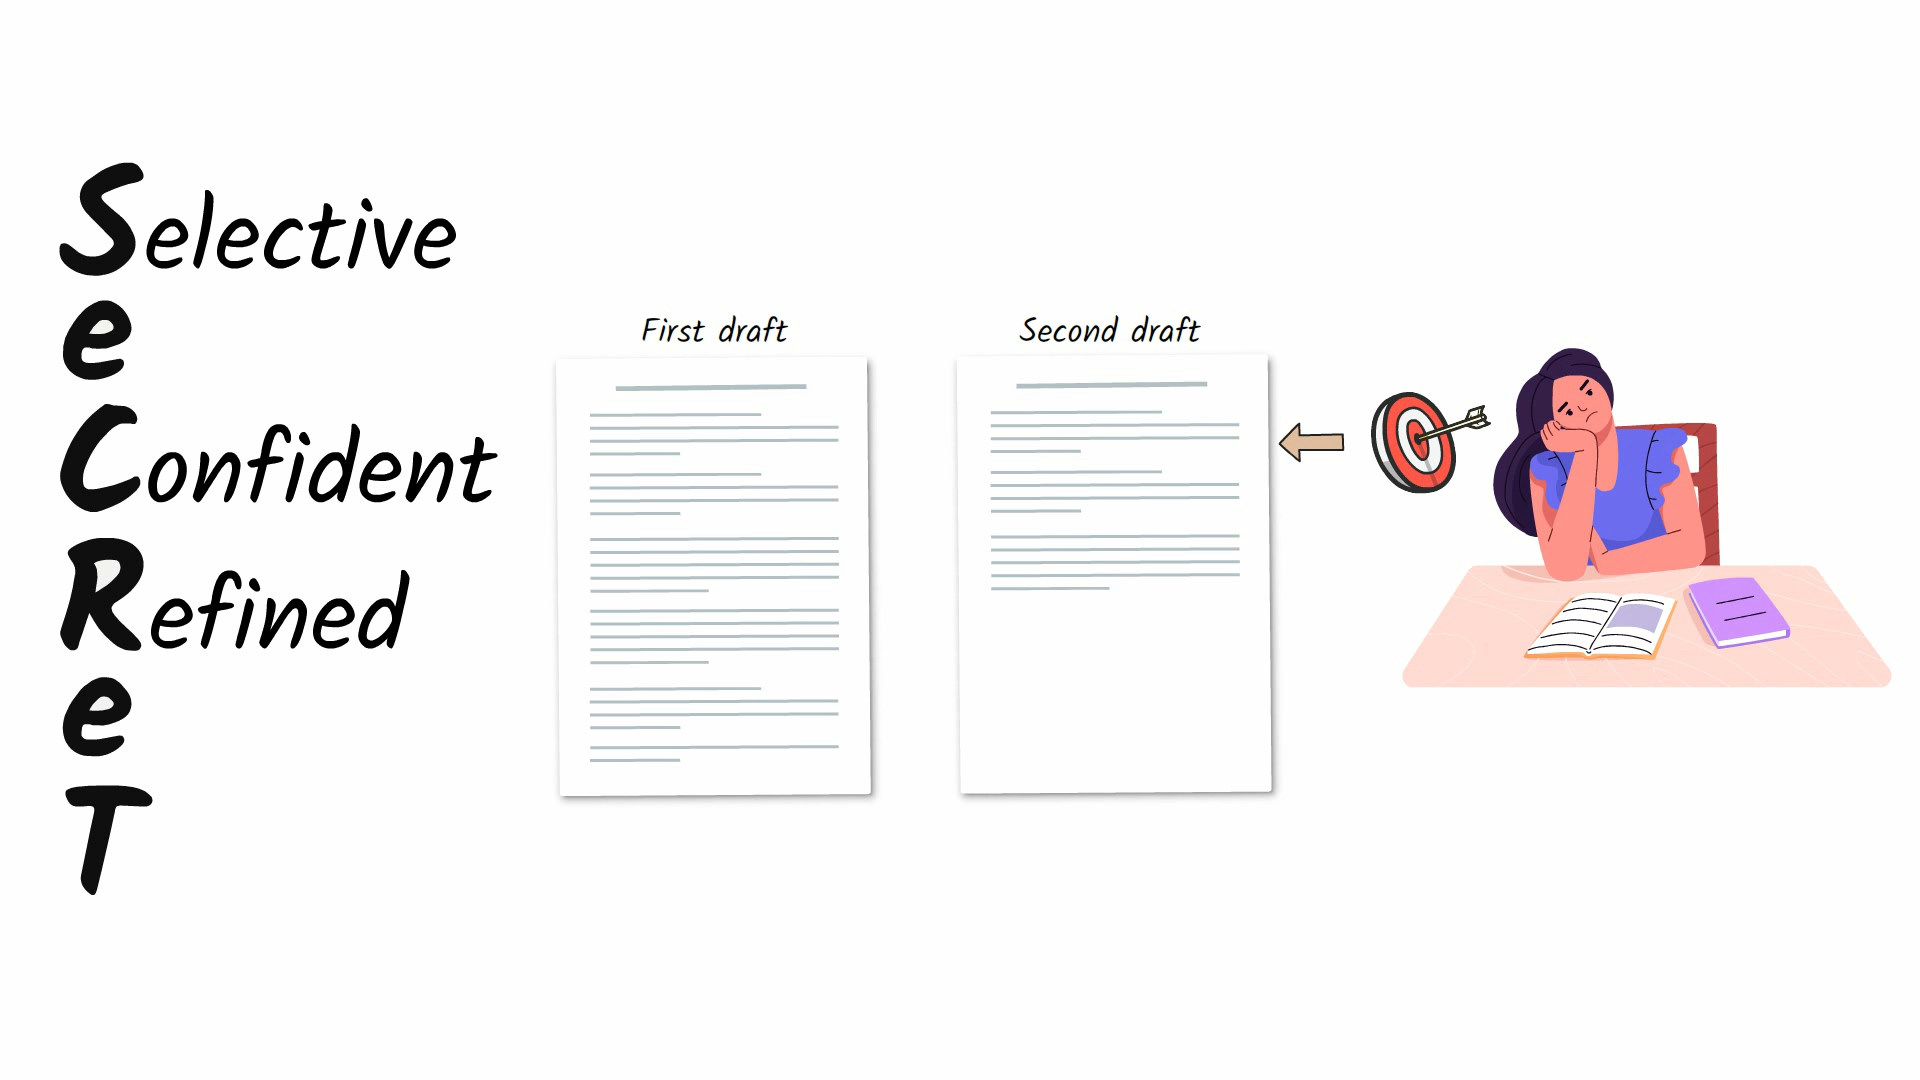 Selective
e
Confident
Refined
e
T
First draft
Second draft